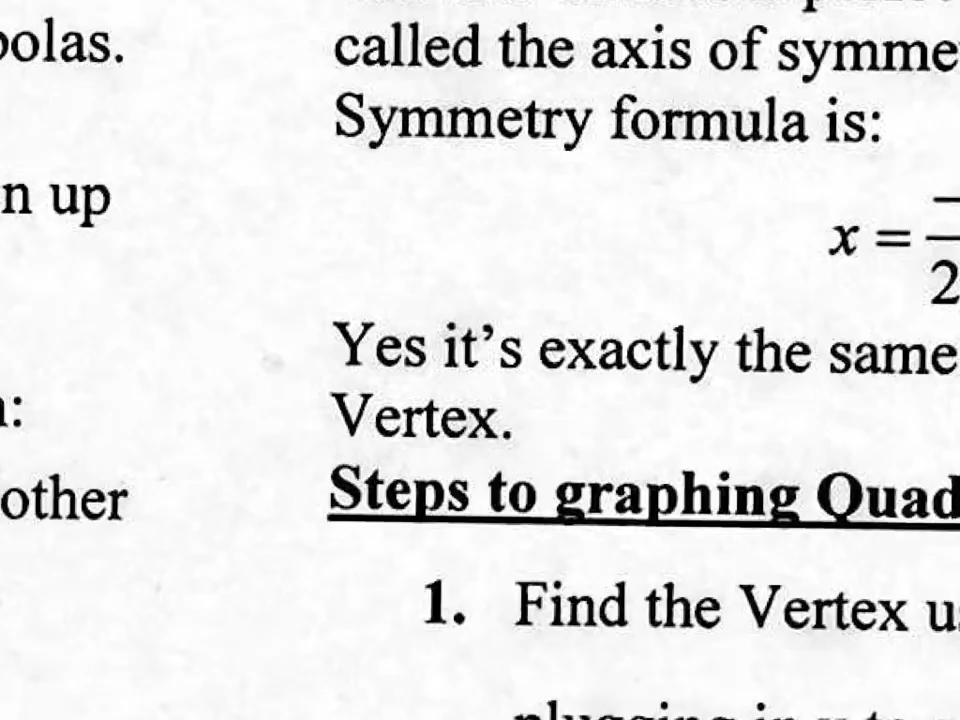 olas.
n up
:
other
called the axis of symme
Symmetry formula is:
x = 2
Yes it's exactly the same
Vertex.
Steps to graphing Quad
1. Find the Vertex u